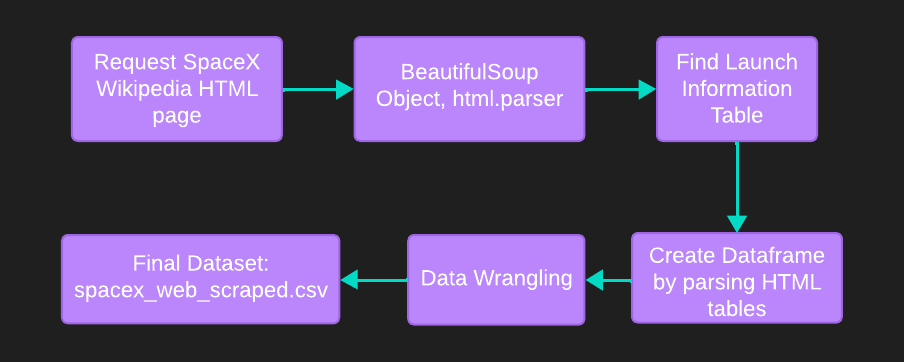 Request SpaceX
Wikipedia HTML
page
BeautifulSoup
Object, html.parser
Find Launch
Information
Table
Create Dataframe
by parsing HTML
tables
Data Wrangling
Final Dataset:
spacex_web_scraped.csv